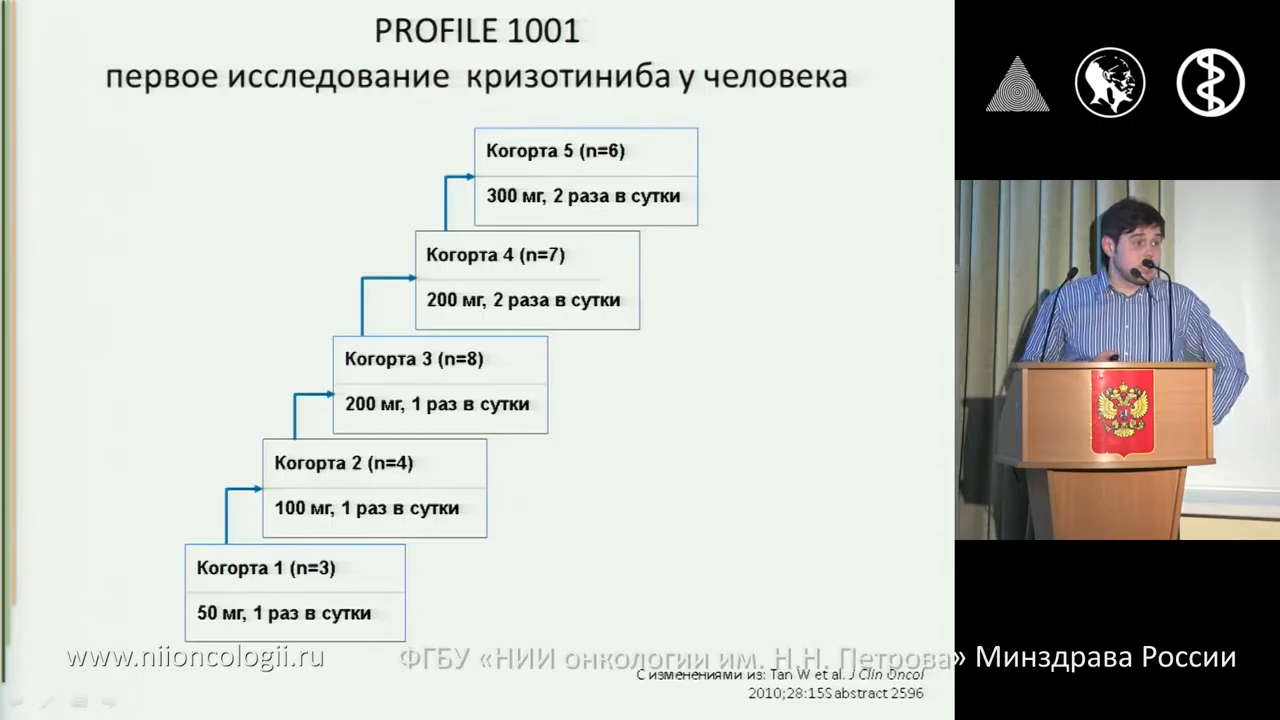 PROFILE 1001
первое исследование кризотиниба у человека
Когорта 5 (n=6)
300 мг, 2 раза в сутки
Когорта 4 (n=7)
200 мг, 2 раза в сутки
Когорта 3 (n=8)
200 мг, 1 раз в сутки
Когорта 2 (n=4)
100 мг, 1 раз в сутки
Когорта 1 (n=3)
50 мг, 1 раз в сутки
www.niioncologii.ru ФГБУ «НИИ онкологии им. Н.Н. Петрова» Минздрава России
С изменениями из: Tan W et al. J Clin Oncol
2010;28:15S abstract 2596